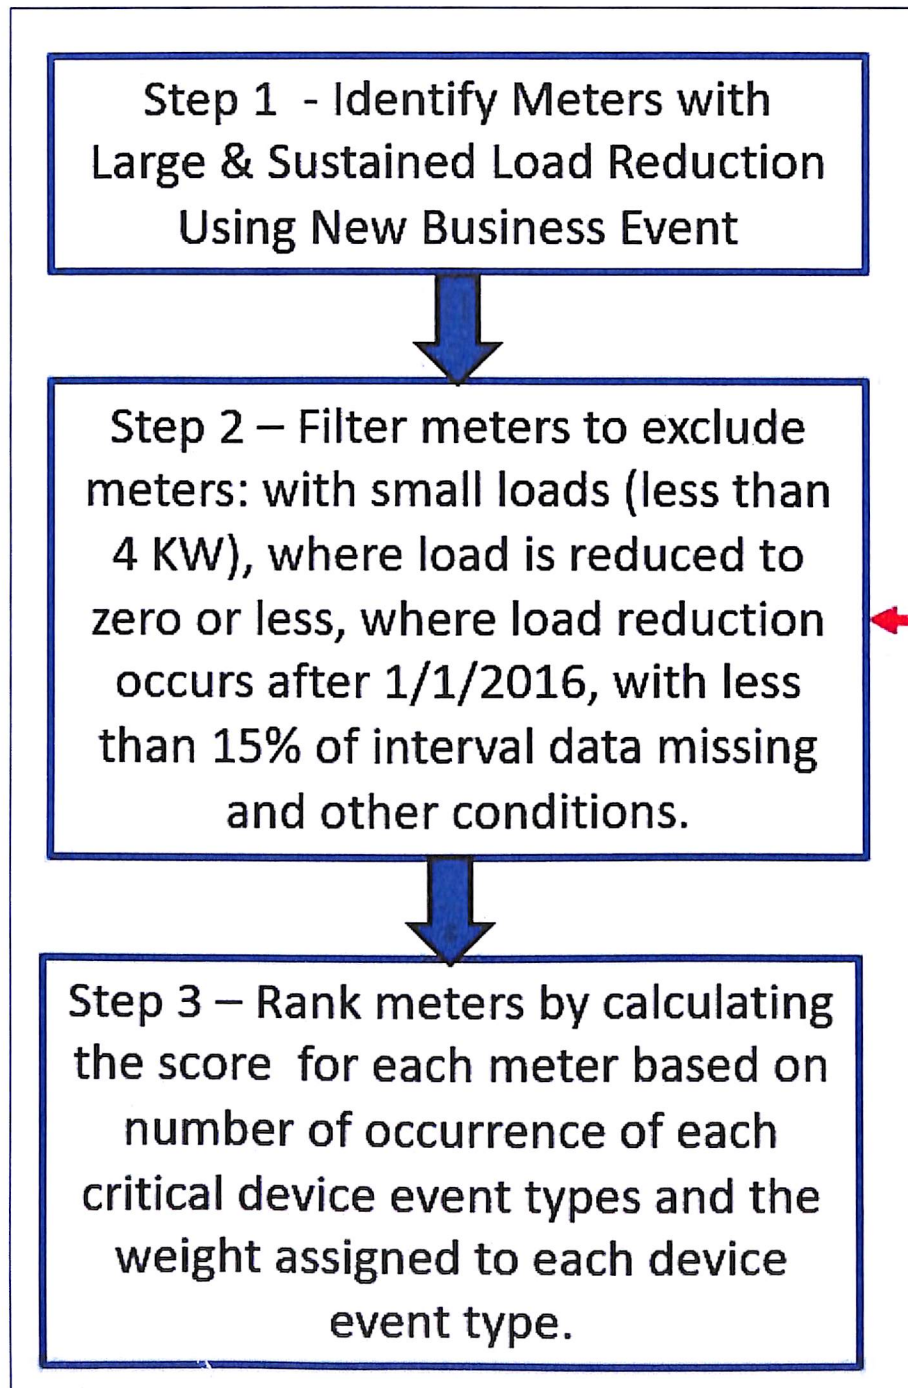 Step 1 - Identify Meters with
Large & Sustained Load Reduction
Using New Business Event
Step 2 – Filter meters to exclude
meters: with small loads (less than
4 KW), where load is reduced to
zero or less, where load reduction
occurs after 1/1/2016, with less
than 15% of interval data missing
and other conditions.
Step 3 – Rank meters by calculating
the score for each meter based on
number of occurrence of each
critical device event types and the
weight assigned to each device
event type.